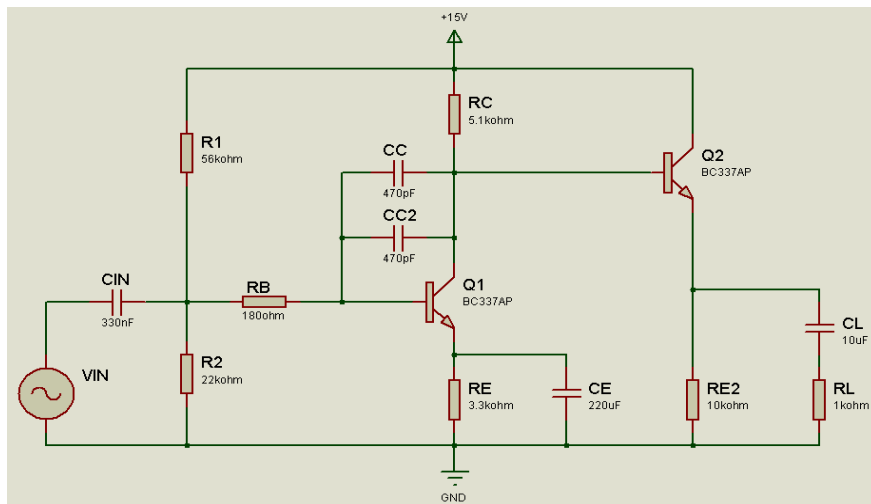 +15V
RC
5.1kohm
R1
56kohm
CC
470pF
Q2
BC337AP
CC2
470pF
CIN
330nF
RB
180ohm
Q1
BC337AP
CL
10uF
VIN
R2
22kohm
RE
3.3kohm
CE
220uF
RE2
10kohm
RL
1kohm
GND